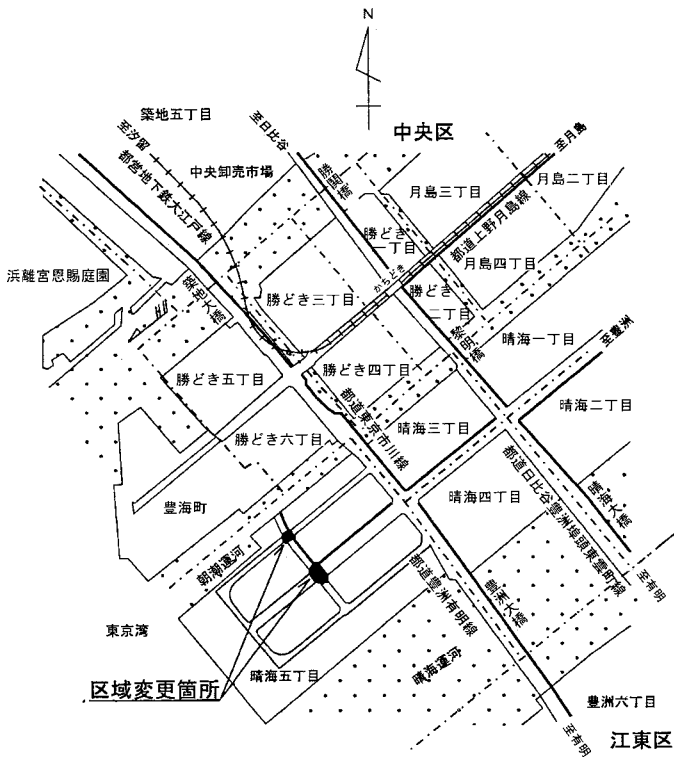 N
築地五丁目
至日比谷
中央区
至汐留
至月島
都営地下鉄大江戸線
中央卸売市場
勝鬨橋
月島三丁目
月島二丁目
勝どき
一丁目
都道上野月島線
浜離宮恩賜庭園
築地大橋
勝どき三丁目
かちどき
月島四丁目
勝どき
二丁目
黎明橋
晴海一丁目
至豊洲
勝どき五丁目
勝どき四丁目
都道東京市川線
晴海三丁目
晴海二丁目
勝どき六丁目
豊海町
晴海四丁目
都道日比谷豊洲埠頭東雲町線
晴海大橋
朝潮運河
都道豊洲有明線
豊洲大橋
至有明
東京湾
区域変更箇所
晴海五丁目
晴海運河
豊洲六丁目
至有明
江東区